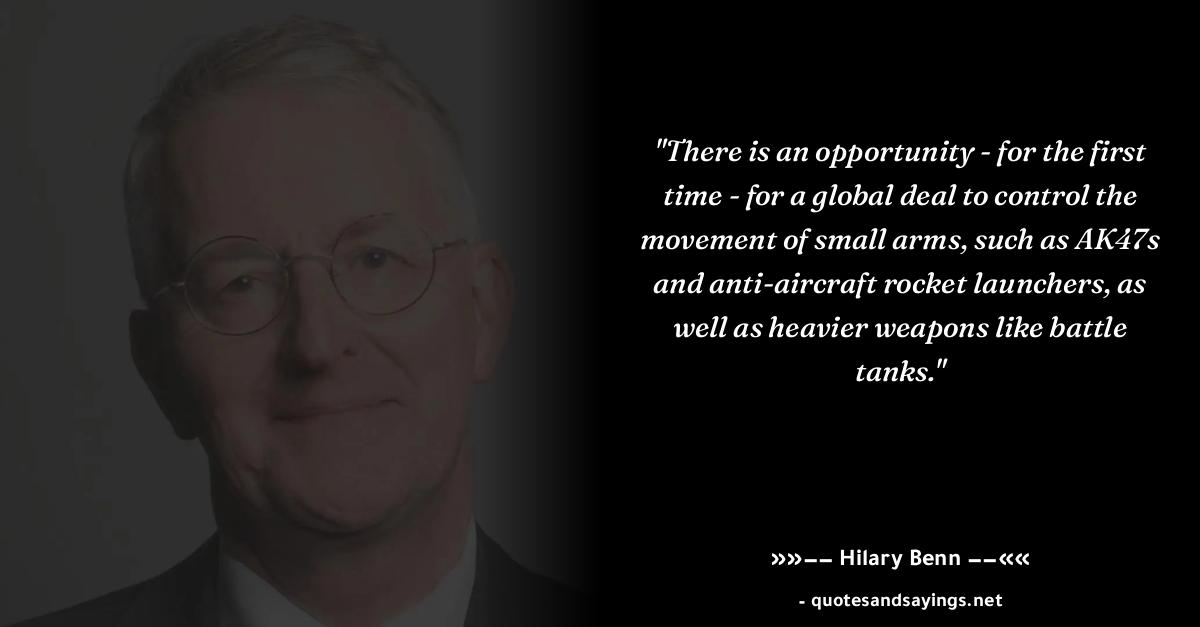 "There is an opportunity - for the first
time - for a global deal to control the
movement of small arms, such as AK47s
and anti-aircraft rocket launchers, as
well as heavier weapons like battle
tanks."
»»−− Hilary Benn −−««
- quotesandsayings.net